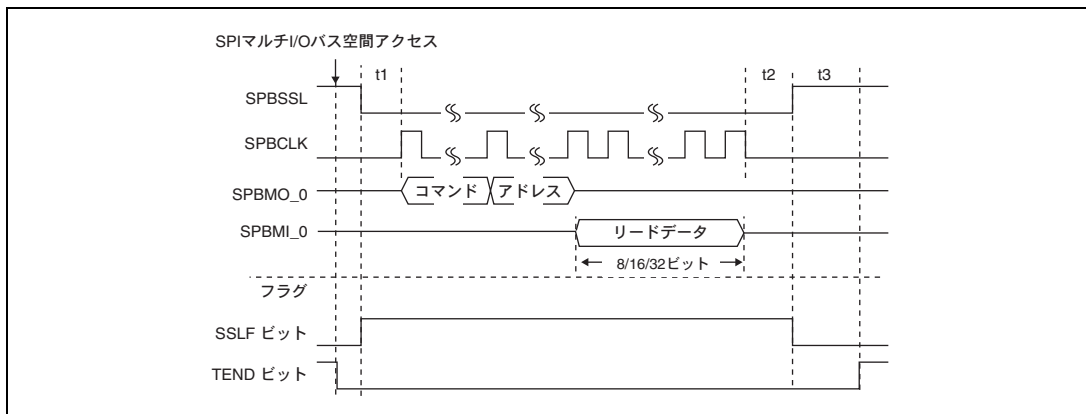 SPIマルチI/Oバス空間アクセス
t1
t2
t3
SPBSSL
SPBCLK
SPBMO_0
コマンド
アドレス
SPBMI_0
リードデータ
8/16/32ビット
フラグ
SSLF ビット
TEND ビット